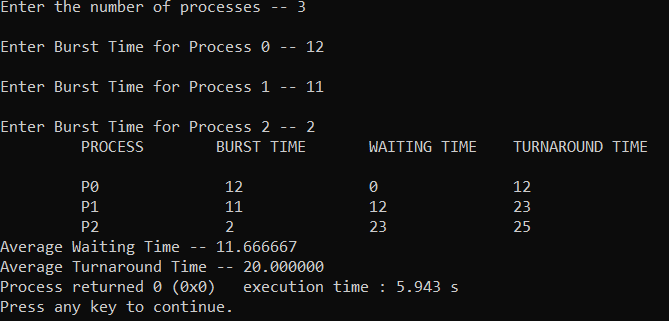 Enter the number of processes -- 3
Enter Burst Time for Process 0 -- 12
Enter Burst Time for Process 1 -- 11
Enter Burst Time for Process 2 -- 2
PROCESS BURST TIME WAITING TIME TURNAROUND TIME
P0 12 0 12
P1 11 12 23
P2 2 23 25
Average Waiting Time -- 11.666667
Average Turnaround Time -- 20.000000
Process returned 0 (0x0) execution time : 5.943 s
Press any key to continue.